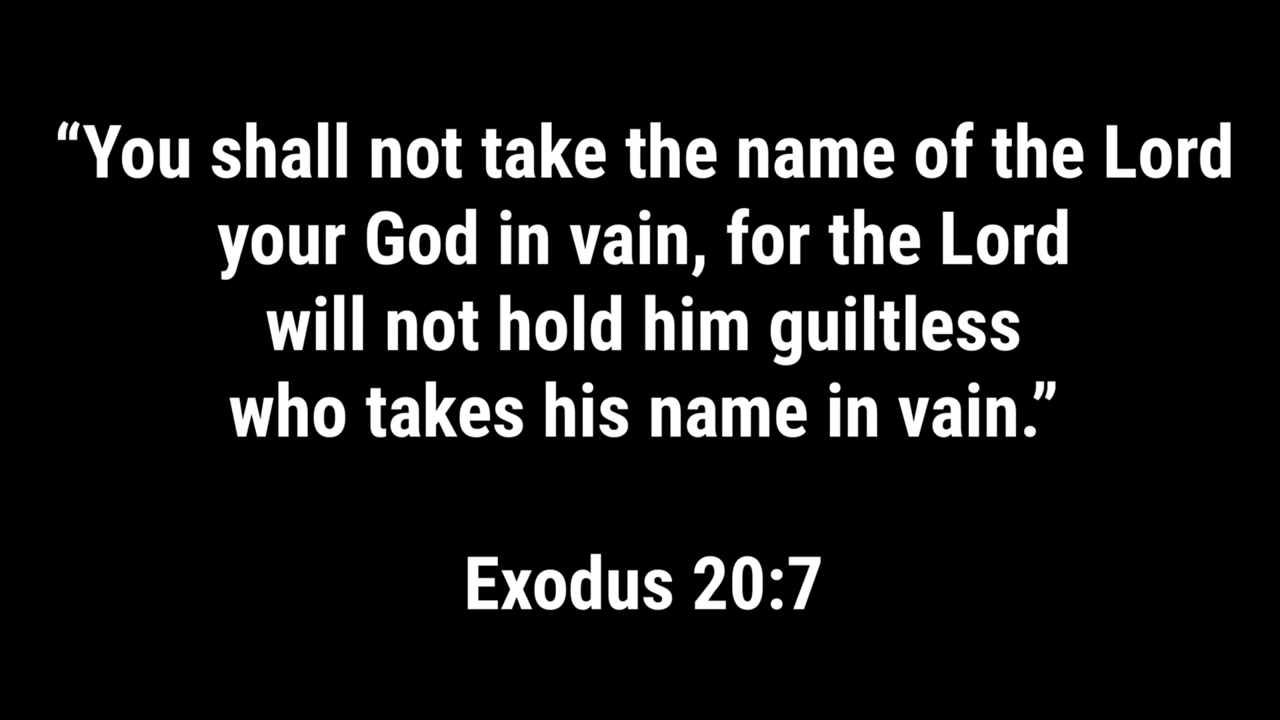 “You shall not take the name of the Lord
your God in vain, for the Lord
will not hold him guiltless
who takes his name in vain.”
Exodus 20:7